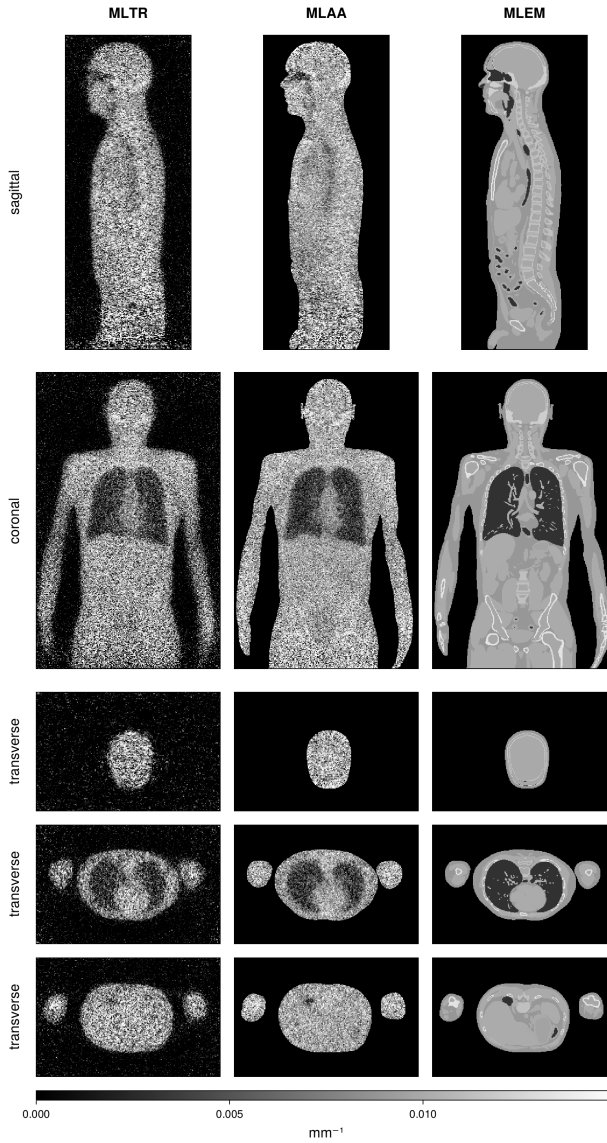 MLTR MLAA MLEM
sagittal
coronal
transverse
transverse
transverse
0.000 0.005 0.010
mm⁻¹